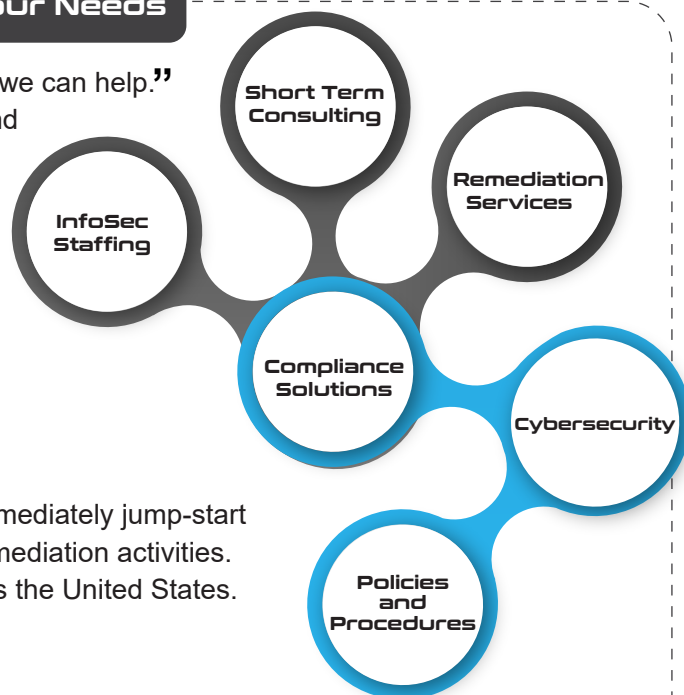 our Needs
we can help.”
nd
Short Term
Consulting
Remediation
Services
InfoSec
Staffing
Compliance
Solutions
Cybersecurity
mediately jump-start
mediation activities.
s the United States.
Policies
and
Procedures